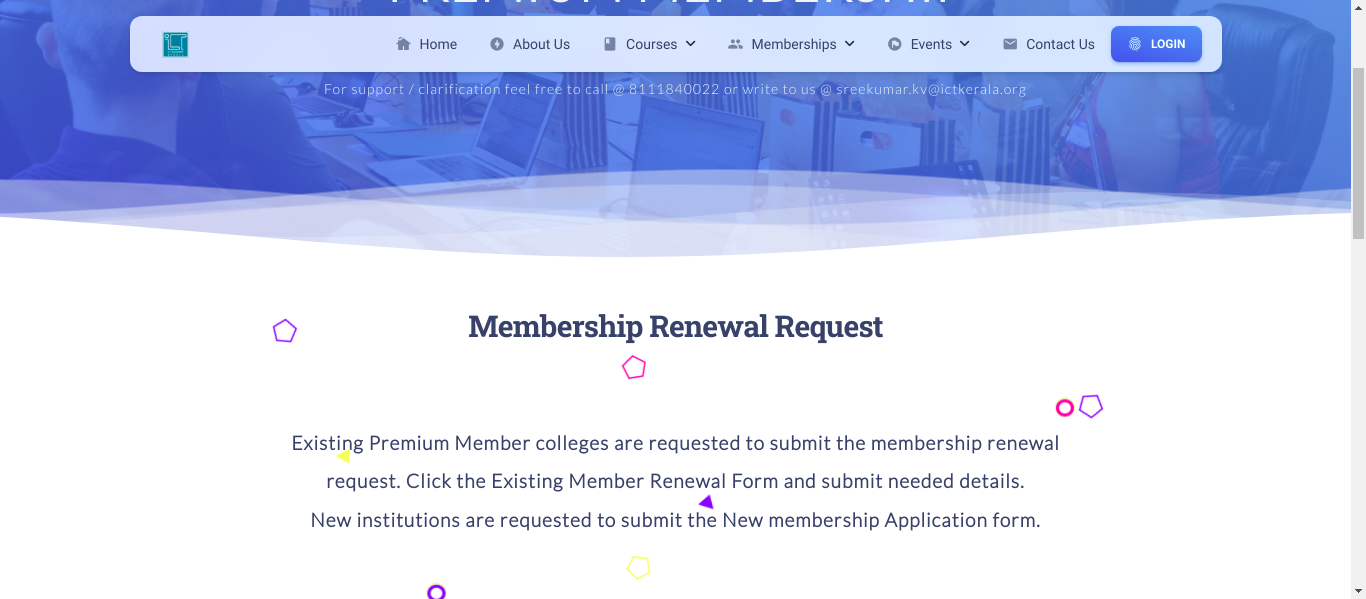 PREMIUM MEMBERSHIP
Home
About Us
Courses
Memberships
Events
Contact Us
LOGIN
For support / clarification feel free to call @ 8111840022 or write to us @ sreekumar.kv@ictkerala.org
Membership Renewal Request
Existing Premium Member colleges are requested to submit the membership renewal
request. Click the Existing Member Renewal Form and submit needed details.
New institutions are requested to submit the New membership Application form.